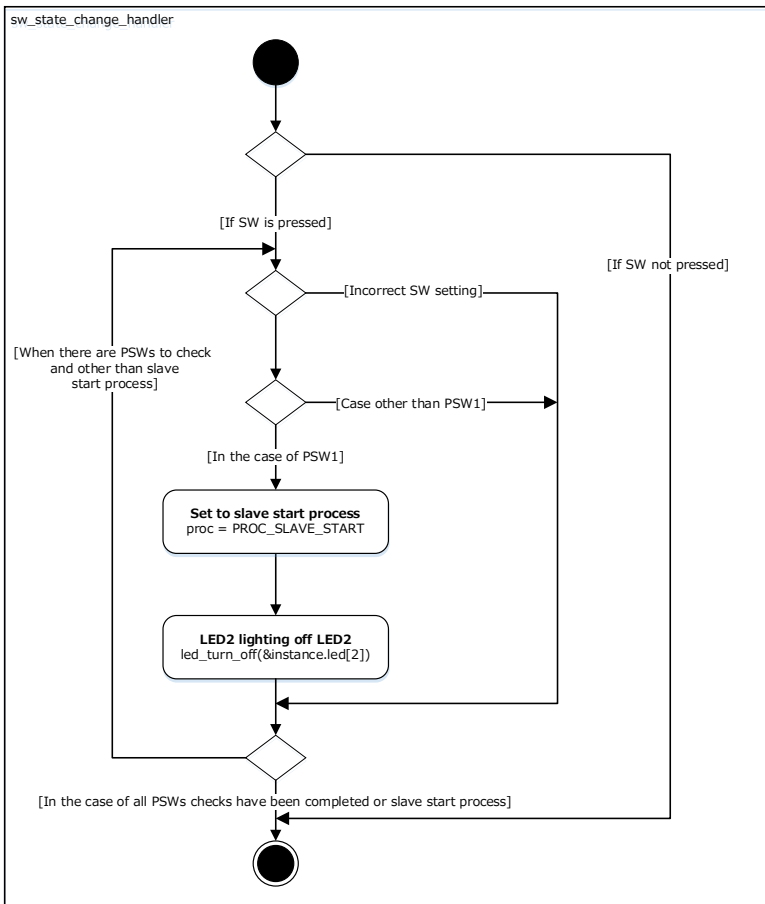 sw_state_change_handler
[If SW is pressed]
[If SW not pressed]
[Incorrect SW setting]
[When there are PSWs to check
and other than slave
start process]
[Case other than PSW1]
[In the case of PSW1]
Set to slave start process
proc = PROC_SLAVE_START
LED2 lighting off LED2
led_turn_off(&instance.led[2])
[In the case of all PSWs checks have been completed or slave start process]